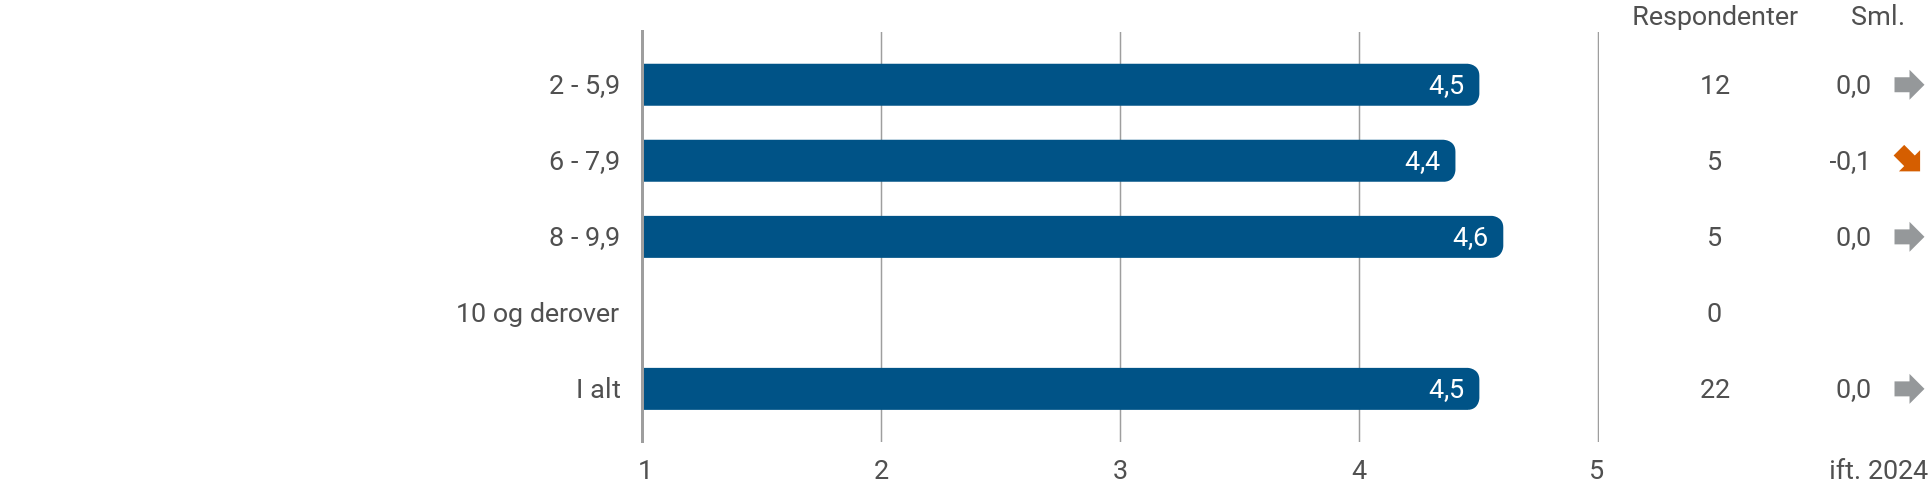 Respondenter Sml.
2 - 5,9 4,5 12 0,0
6 - 7,9 4,4 5 -0,1
8 - 9,9 4,6 5 0,0
10 og derover 0
I alt 4,5 22 0,0
1 2 3 4 5 ift. 2024